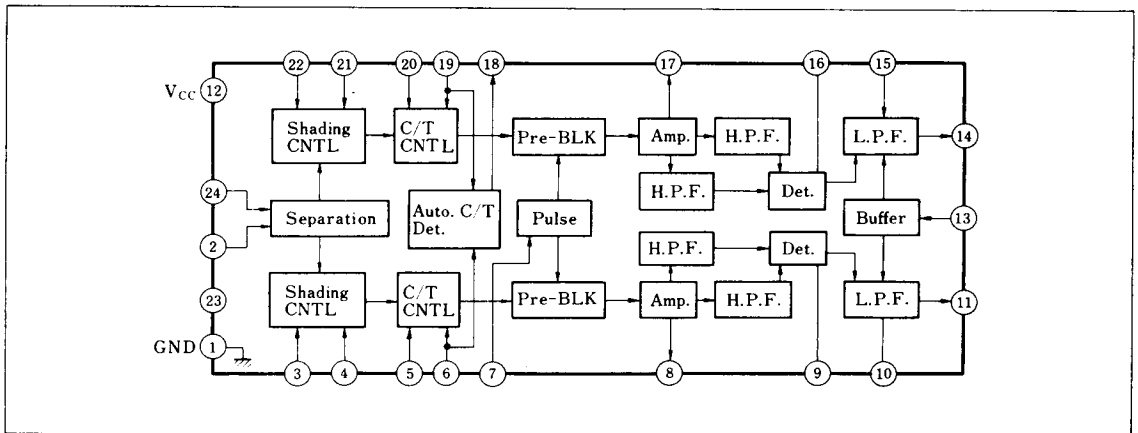 22 21 20 19 18 17 16 15
VCC 12
Shading
CNTL
C/T
CNTL
Pre-BLK
Amp.
H.P.F.
L.P.F.
14
H.P.F.
Det.
24
Separation
Auto. C/T
Det.
Pulse
Buffer
13
2
H.P.F.
Det.
23
Shading
CNTL
C/T
CNTL
Pre-BLK
Amp.
H.P.F.
L.P.F.
11
GND 1
3 4 5 6 7 8 9 10